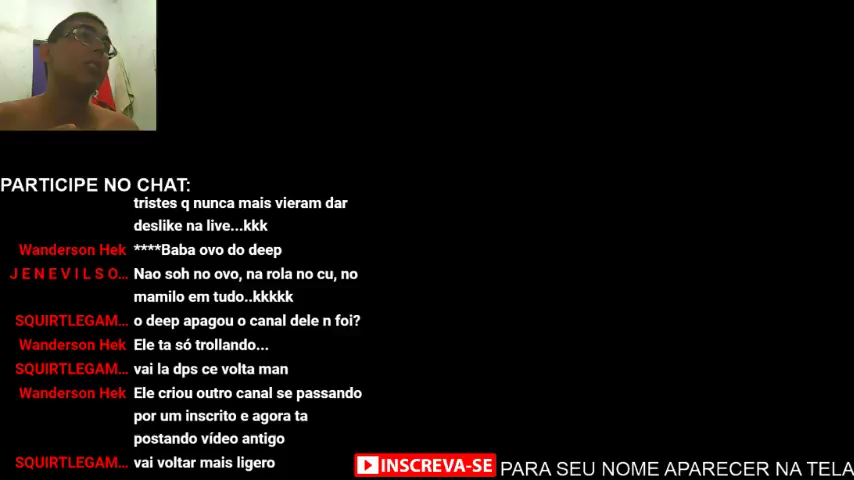 PARTICIPE NO CHAT:
tristes q nunca mais vieram dar
deslike na live...kkk
Wanderson Hek ****Baba ovo do deep
J E N E V I L S O... Nao soh no ovo, na rola no cu, no
mamilo em tudo..kkkkk
SQUIRTLEGAM... o deep apagou o canal dele n foi?
Wanderson Hek Ele ta só trollando...
SQUIRTLEGAM... vai la dps ce volta man
Wanderson Hek Ele criou outro canal se passando
por um inscrito e agora ta
postando vídeo antigo
SQUIRTLEGAM... vai voltar mais ligero
INSCREVA-SE PARA SEU NOME APARECER NA TELA